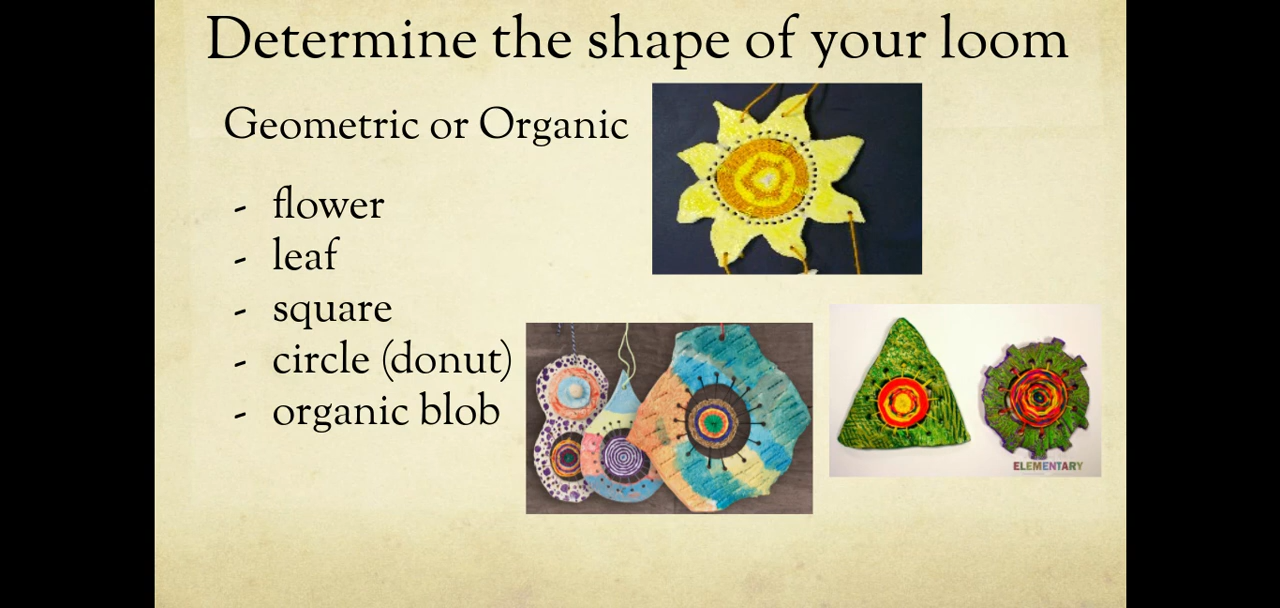 Determine the shape of your loom
Geometric or Organic
- flower
- leaf
- square
- circle (donut)
- organic blob
ELEMENTARY